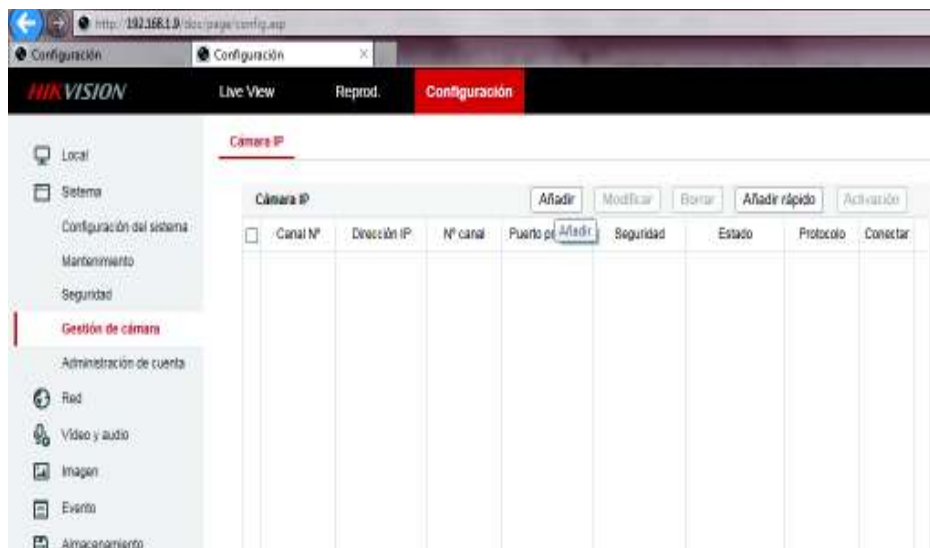 http://192.168.1.9/doc/page/config.asp
Configuración
Configuración
HIKVISION
Live View
Reprod.
Configuración
Local
Sistema
Configuración del sistema
Mantenimiento
Seguridad
Gestión de cámara
Administración de cuenta
Red
Vídeo y audio
Imagen
Evento
Almacenamiento
Cámara IP
Cámara IP
Añadir
Modificar
Borrar
Añadir rápido
Activación
Canal Nº
Dirección IP
Nº canal
Puerto
Añadir
Seguridad
Estado
Protocolo
Conectar